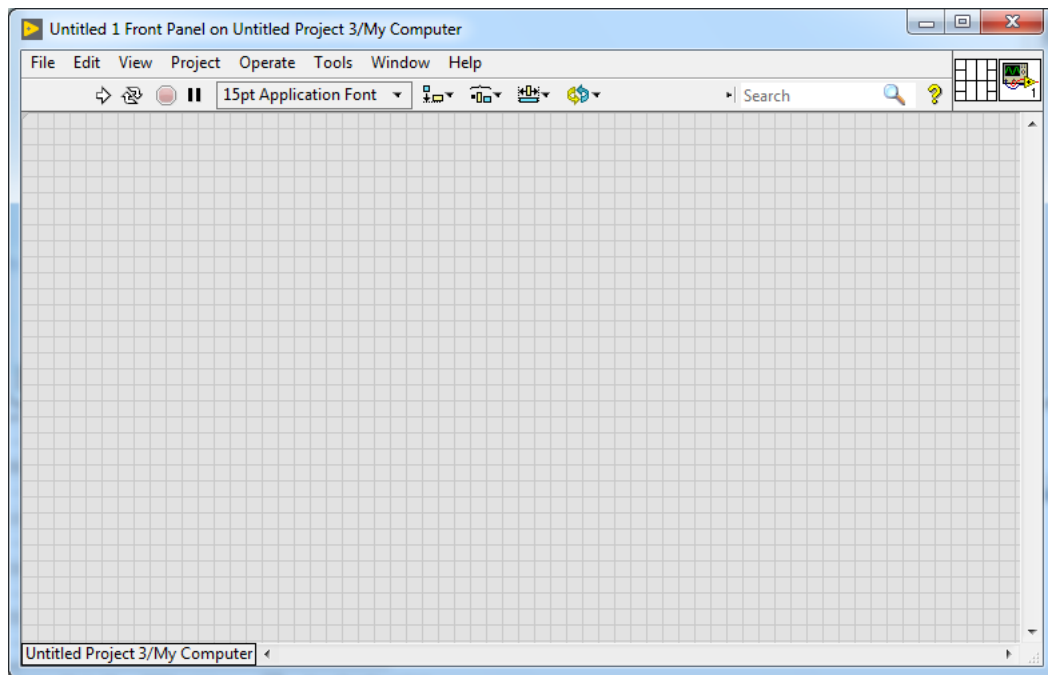 Untitled 1 Front Panel on Untitled Project 3/My Computer
File Edit View Project Operate Tools Window Help
15pt Application Font Search ? 1
Untitled Project 3/My Computer